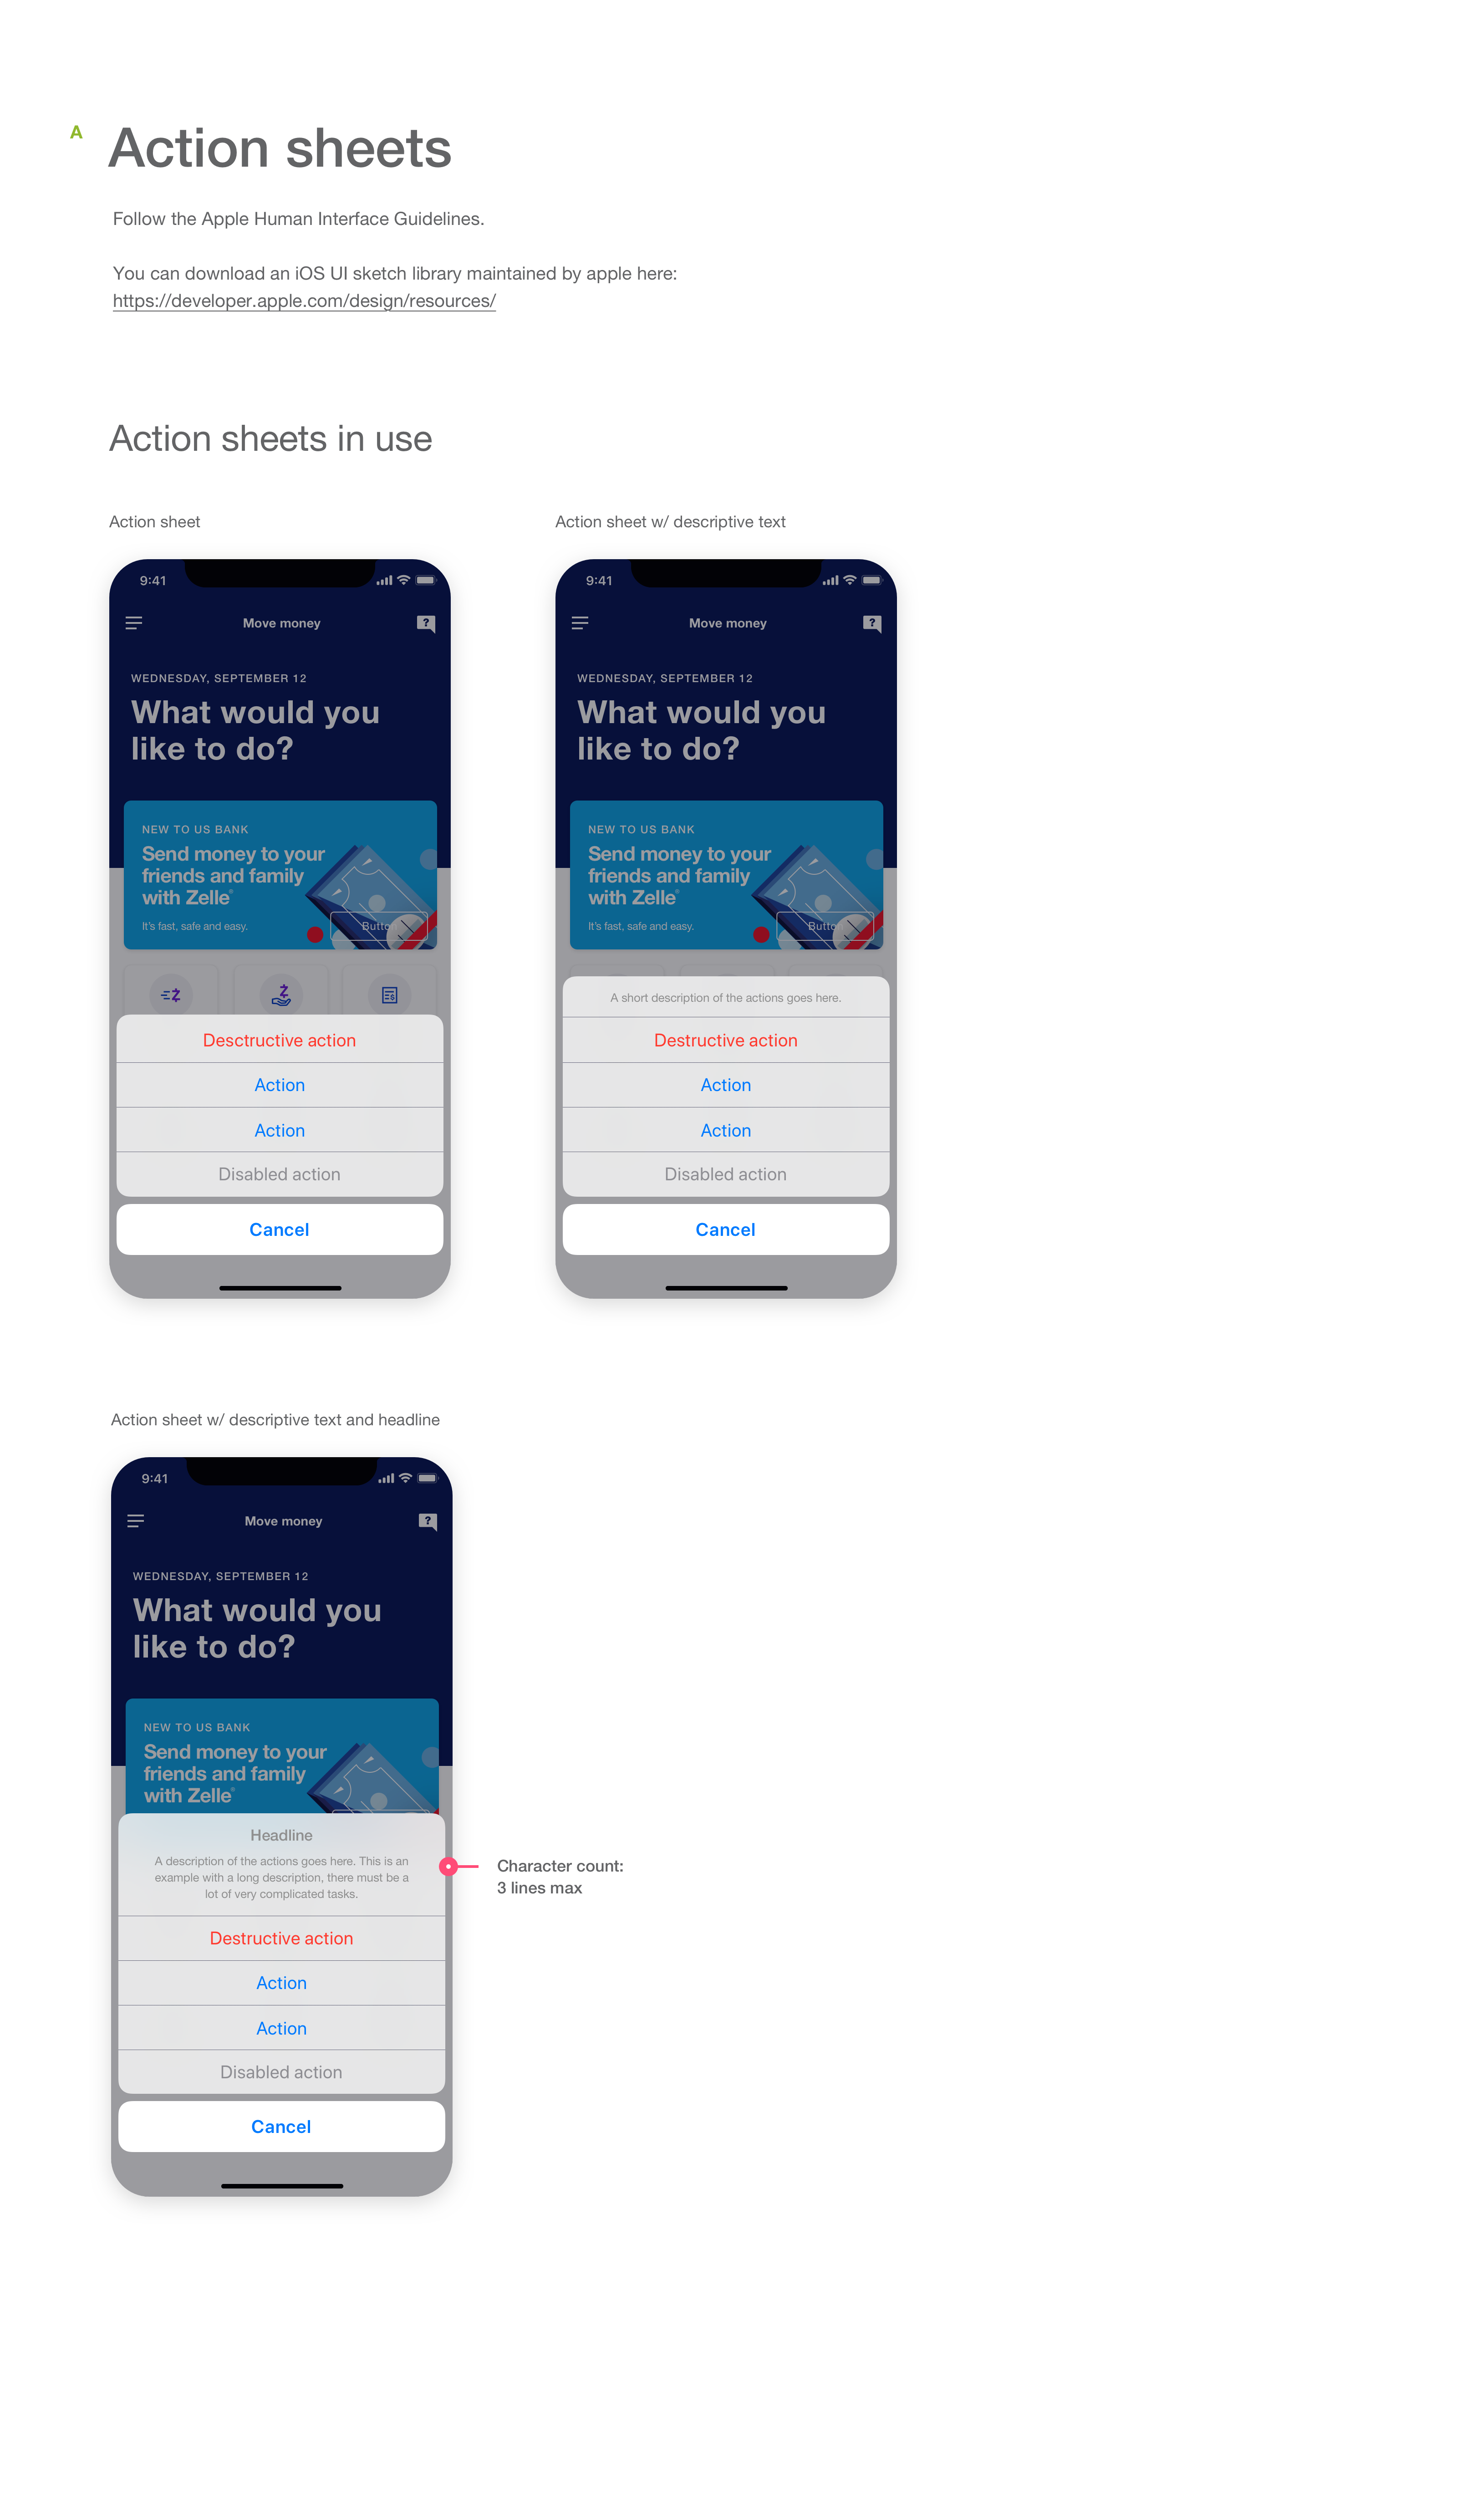 A
Action sheets
Follow the Apple Human Interface Guidelines.
You can download an iOS UI sketch library maintained by apple here:
https://developer.apple.com/design/resources/
Action sheets in use
Action sheet
9:41
Move money
?
WEDNESDAY, SEPTEMBER 12
What would you
like to do?
NEW TO US BANK
Send money to your
friends and family
with Zelle®
It's fast, safe and easy.
Button
Desctructive action
Action
Action
Disabled action
Cancel
Action sheet w/ descriptive text
9:41
Move money
?
WEDNESDAY, SEPTEMBER 12
What would you
like to do?
NEW TO US BANK
Send money to your
friends and family
with Zelle®
It's fast, safe and easy.
Button
A short description of the actions goes here.
Destructive action
Action
Action
Disabled action
Cancel
Action sheet w/ descriptive text and headline
9:41
Move money
?
WEDNESDAY, SEPTEMBER 12
What would you
like to do?
NEW TO US BANK
Send money to your
friends and family
with Zelle®
Headline
A description of the actions goes here. This is an
example with a long description, there must be a
lot of very complicated tasks.
Destructive action
Action
Action
Disabled action
Cancel
Character count:
3 lines max